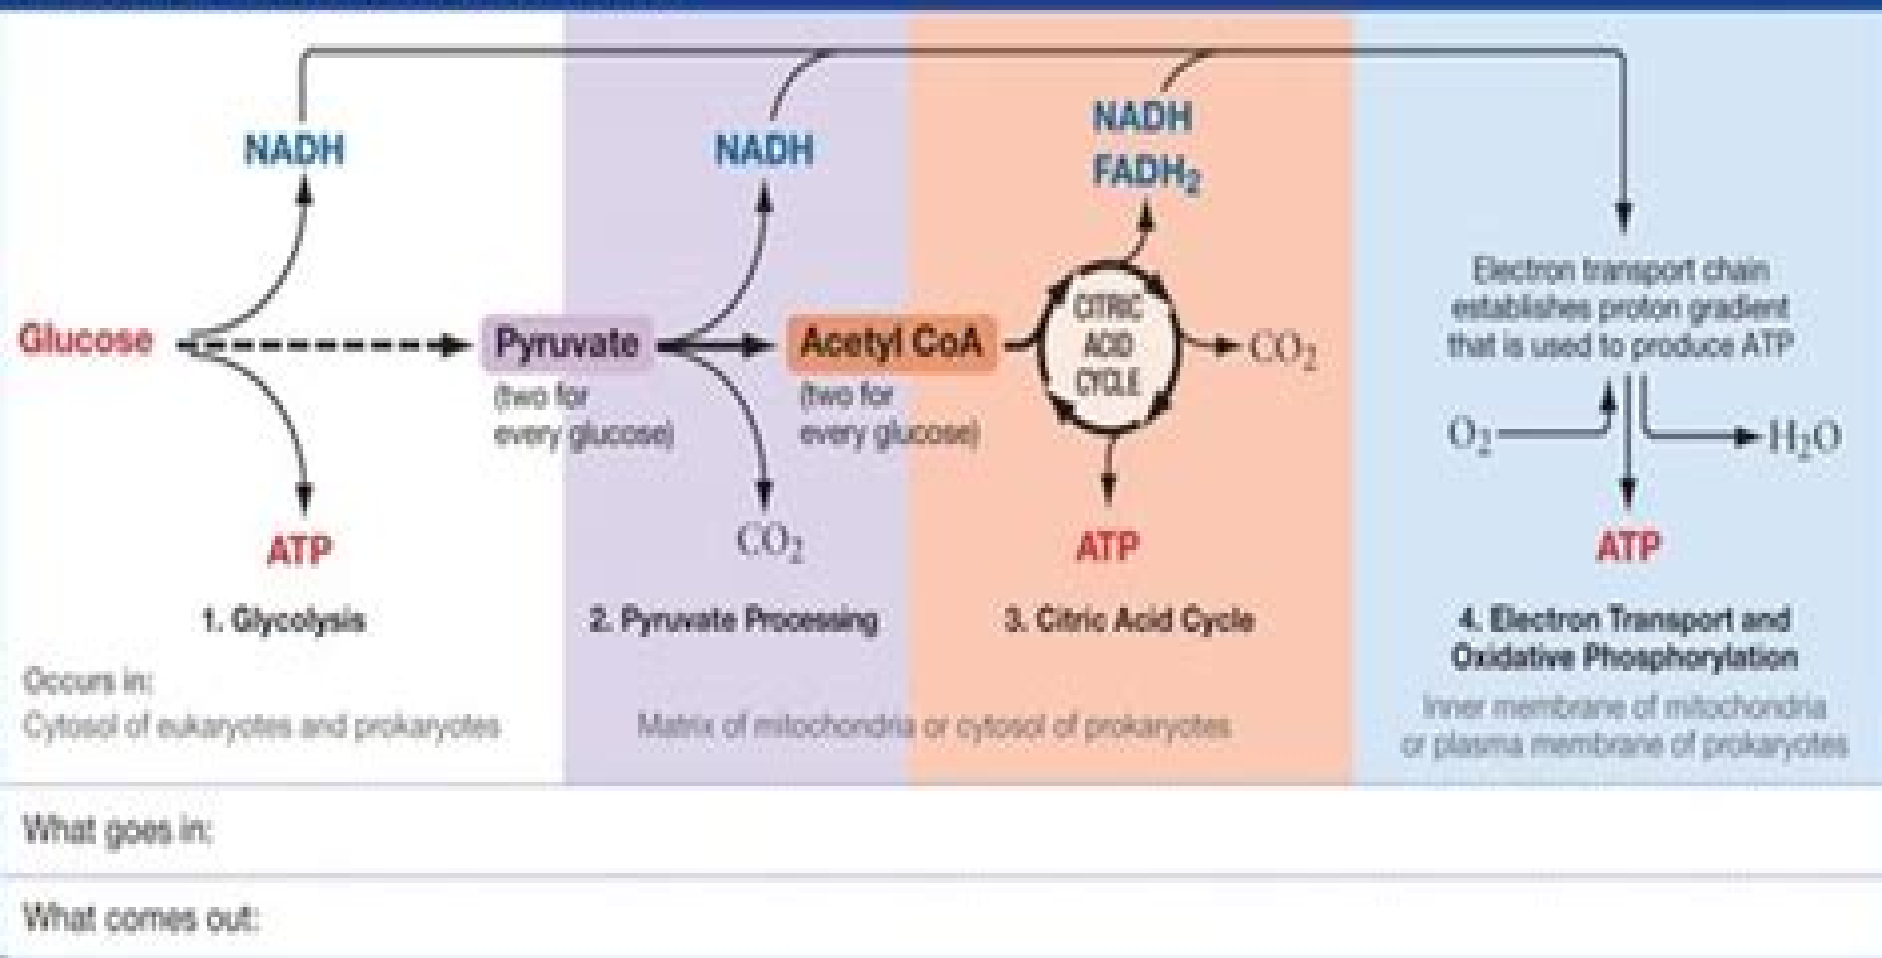 NADH
NADH
NADH
FADH₂
Glucose
Pyruvate
(two for
every glucose)
Acetyl CoA
(two for
every glucose)
CITRIC
ACID
CYCLE
CO₂
Electron transport chain
establishes proton gradient
that is used to produce ATP
O₂
H₂O
ATP
CO₂
ATP
ATP
1. Glycolysis
2. Pyruvate Processing
3. Citric Acid Cycle
4. Electron Transport and
Oxidative Phosphorylation
Occurs in:
Cytosol of eukaryotes and prokaryotes
Matrix of mitochondria or cytosol of prokaryotes
Inner membrane of mitochondria
or plasma membrane of prokaryotes
What goes in:
What comes out: